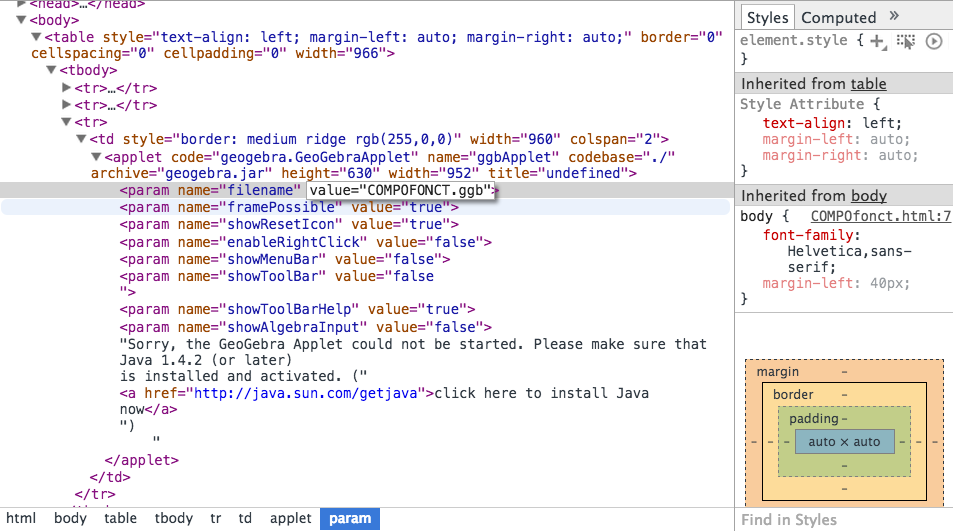 ▶<head>…</head>
▼<body>
▼<table style="text-align: left; margin-left: auto; margin-right: auto;" border="0"
cellspacing="0" cellpadding="0" width="966">
▼<tbody>
▶<tr>…</tr>
▶<tr>…</tr>
▼<tr>
▼<td style="border: medium ridge rgb(255,0,0)" width="960" colspan="2">
▼<applet code="geogebra.GeoGebraApplet" name="ggbApplet" codebase="./"
archive="geogebra.jar" height="630" width="952" title="undefined">
<param name="filename" value="COMPOFONCT.ggb">
<param name="framePossible" value="true">
<param name="showResetIcon" value="true">
<param name="enableRightClick" value="false">
<param name="showMenuBar" value="false">
<param name="showToolBar" value="false
">
<param name="showToolBarHelp" value="true">
<param name="showAlgebraInput" value="false">
"Sorry, the GeoGebra Applet could not be started. Please make sure that
Java 1.4.2 (or later)
is installed and activated. ("
<a href="http://java.sun.com/getjava">click here to install Java
now</a>
")
"
</applet>
</td>
</tr>
html body table tbody tr td applet param
Styles Computed »
element.style {
}
Inherited from table
Style Attribute {
text-align: left;
margin-left: auto;
margin-right: auto;
}
Inherited from body
body { COMPOfonct.html:7
font-family:
Helvetica,sans-
serif;
margin-left: 40px;
}
margin -
border -
padding -
- - - auto × auto - - -
-
-
-
Find in Styles